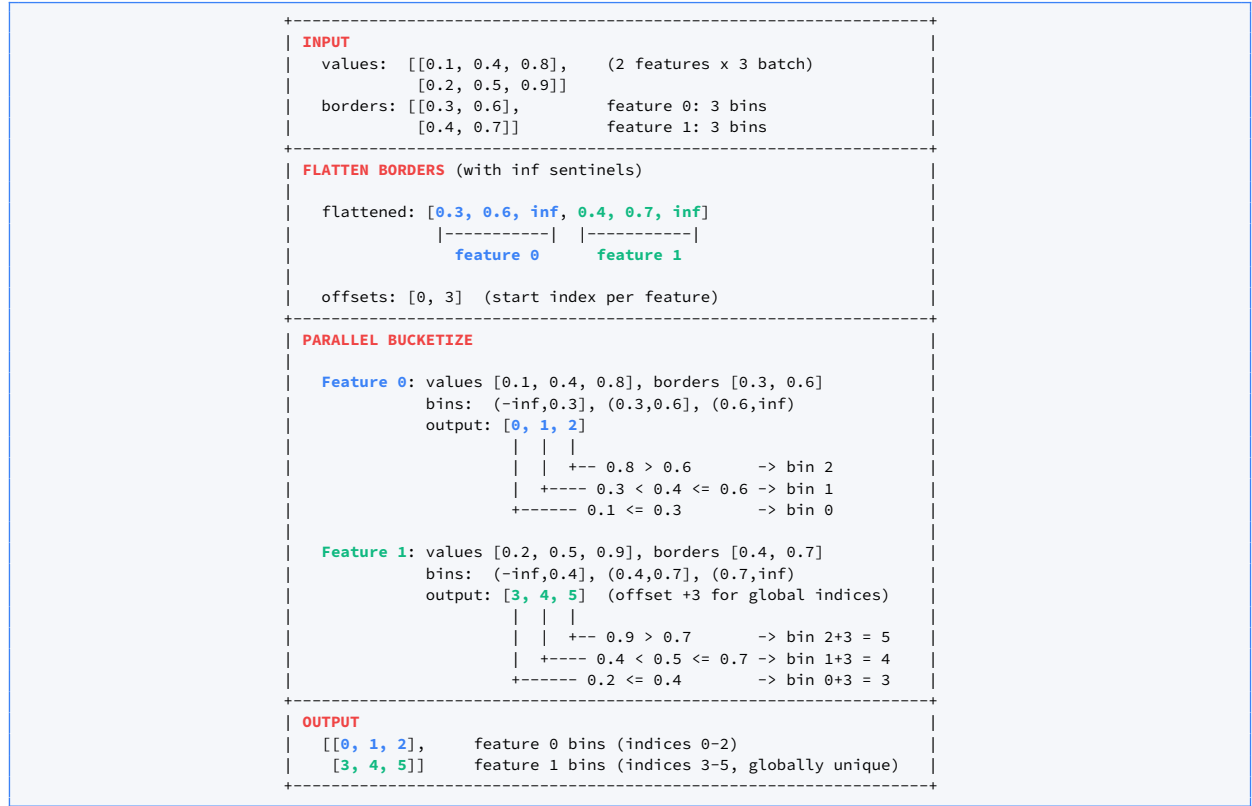 +-------------------------------------------------------------------+
| INPUT                                                             |
|   values:  [[0.1, 0.4, 0.8],    (2 features x 3 batch)            |
|             [0.2, 0.5, 0.9]]                                      |
|   borders: [[0.3, 0.6],         feature 0: 3 bins                 |
|             [0.4, 0.7]]         feature 1: 3 bins                 |
+-------------------------------------------------------------------+
| FLATTEN BORDERS (with inf sentinels)                              |
|                                                                   |
|   flattened: [0.3, 0.6, inf, 0.4, 0.7, inf]                       |
|               |-----------|  |-----------|                        |
|                 feature 0      feature 1                          |
|                                                                   |
|   offsets: [0, 3]  (start index per feature)                      |
+-------------------------------------------------------------------+
| PARALLEL BUCKETIZE                                                |
|                                                                   |
|   Feature 0: values [0.1, 0.4, 0.8], borders [0.3, 0.6]           |
|              bins:  (-inf,0.3], (0.3,0.6], (0.6,inf)              |
|              output: [0, 1, 2]                                    |
|                       |  |  |                                     |
|                       |  |  +-- 0.8 > 0.6       -> bin 2          |
|                       |  +---- 0.3 < 0.4 <= 0.6 -> bin 1          |
|                       +------ 0.1 <= 0.3        -> bin 0          |
|                                                                   |
|   Feature 1: values [0.2, 0.5, 0.9], borders [0.4, 0.7]           |
|              bins:  (-inf,0.4], (0.4,0.7], (0.7,inf)              |
|              output: [3, 4, 5]  (offset +3 for global indices)    |
|                       |  |  |                                     |
|                       |  |  +-- 0.9 > 0.7       -> bin 2+3 = 5    |
|                       |  +---- 0.4 < 0.5 <= 0.7 -> bin 1+3 = 4    |
|                       +------ 0.2 <= 0.4        -> bin 0+3 = 3    |
+-------------------------------------------------------------------+
| OUTPUT                                                            |
|   [[0, 1, 2],     feature 0 bins (indices 0-2)                    |
|    [3, 4, 5]]     feature 1 bins (indices 3-5, globally unique)   |
+-------------------------------------------------------------------+